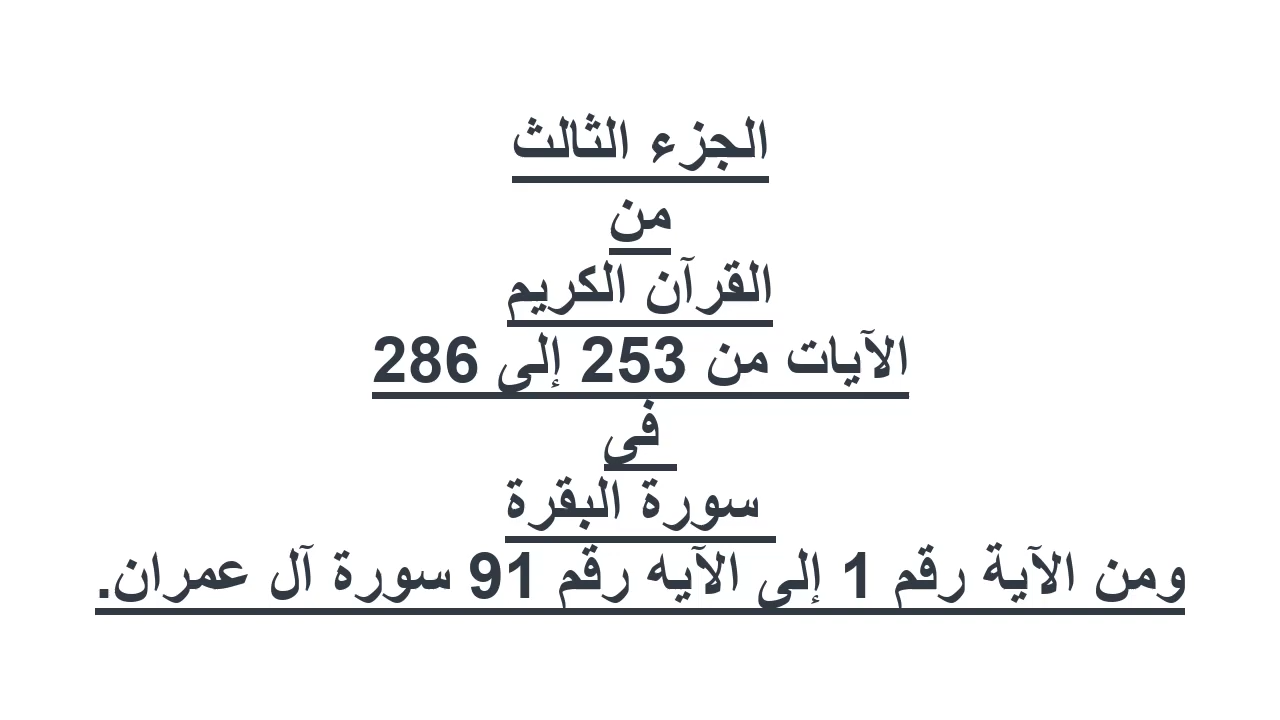 الجزء الثالث
من
القرآن الكريم
الآيات من 253 إلى 286
في
سورة البقرة
ومن الآية رقم 1 إلى الآيه رقم 91 سورة آل عمران.